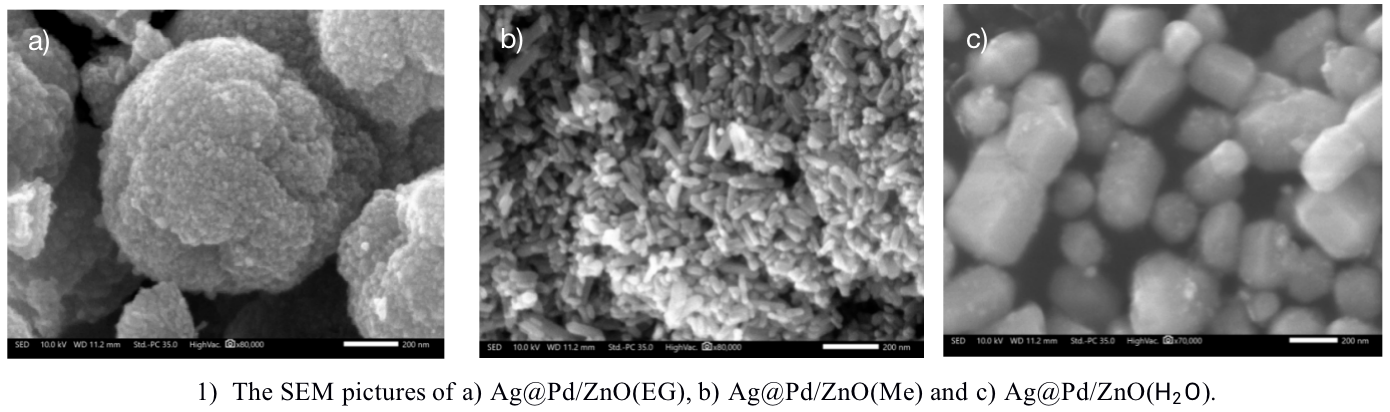 a)
SED 10.0 kV WD 11.2 mm Std.-PC 35.0 HighVac. x80,000 200 nm
b)
SED 10.0 kV WD 11.2 mm Std.-PC 35.0 HighVac. x80,000 200 nm
c)
SED 10.0 kV WD 11.2 mm Std.-PC 35.0 HighVac. x70,000 200 nm
1) The SEM pictures of a) Ag@Pd/ZnO(EG), b) Ag@Pd/ZnO(Me) and c) Ag@Pd/ZnO(H₂O).